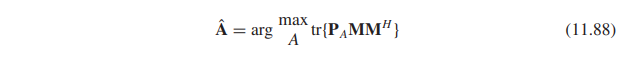 Â = arg max_A tr{P_A MM^H} (11.88)